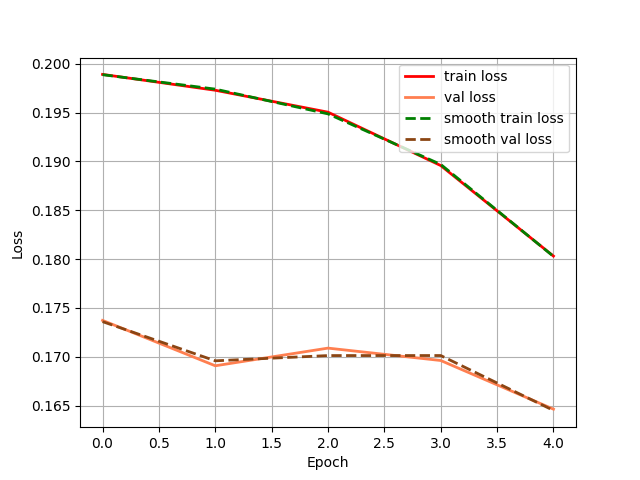 0.200
0.195
0.190
0.185
0.180
0.175
0.170
0.165
Loss
train loss
val loss
smooth train loss
smooth val loss
0.0 0.5 1.0 1.5 2.0 2.5 3.0 3.5 4.0
Epoch